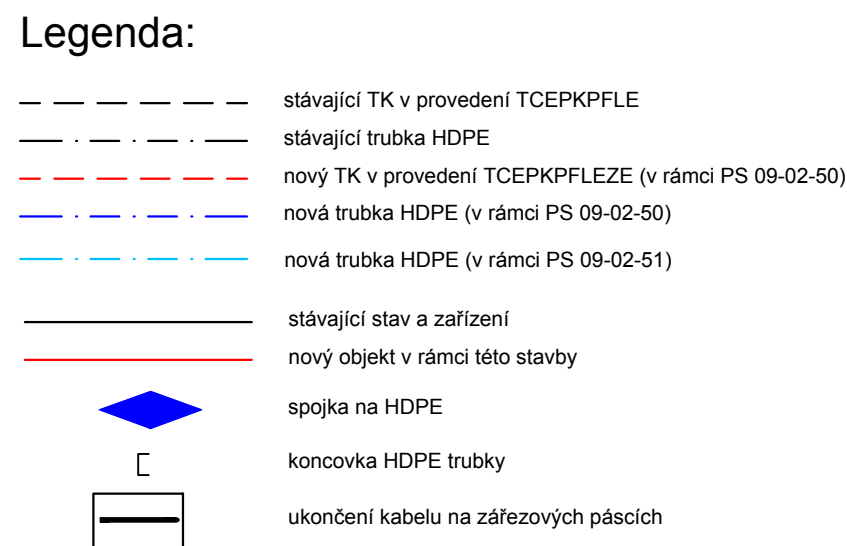 Legenda:
stávající TK v provedení TCEPKPFLE
stávající trubka HDPE
nový TK v provedení TCEPKPFLEZE (v rámci PS 09-02-50)
nová trubka HDPE (v rámci PS 09-02-50)
nová trubka HDPE (v rámci PS 09-02-51)
stávající stav a zařízení
nový objekt v rámci této stavby
spojka na HDPE
koncovka HDPE trubky
ukončení kabelu na zářezových páscích